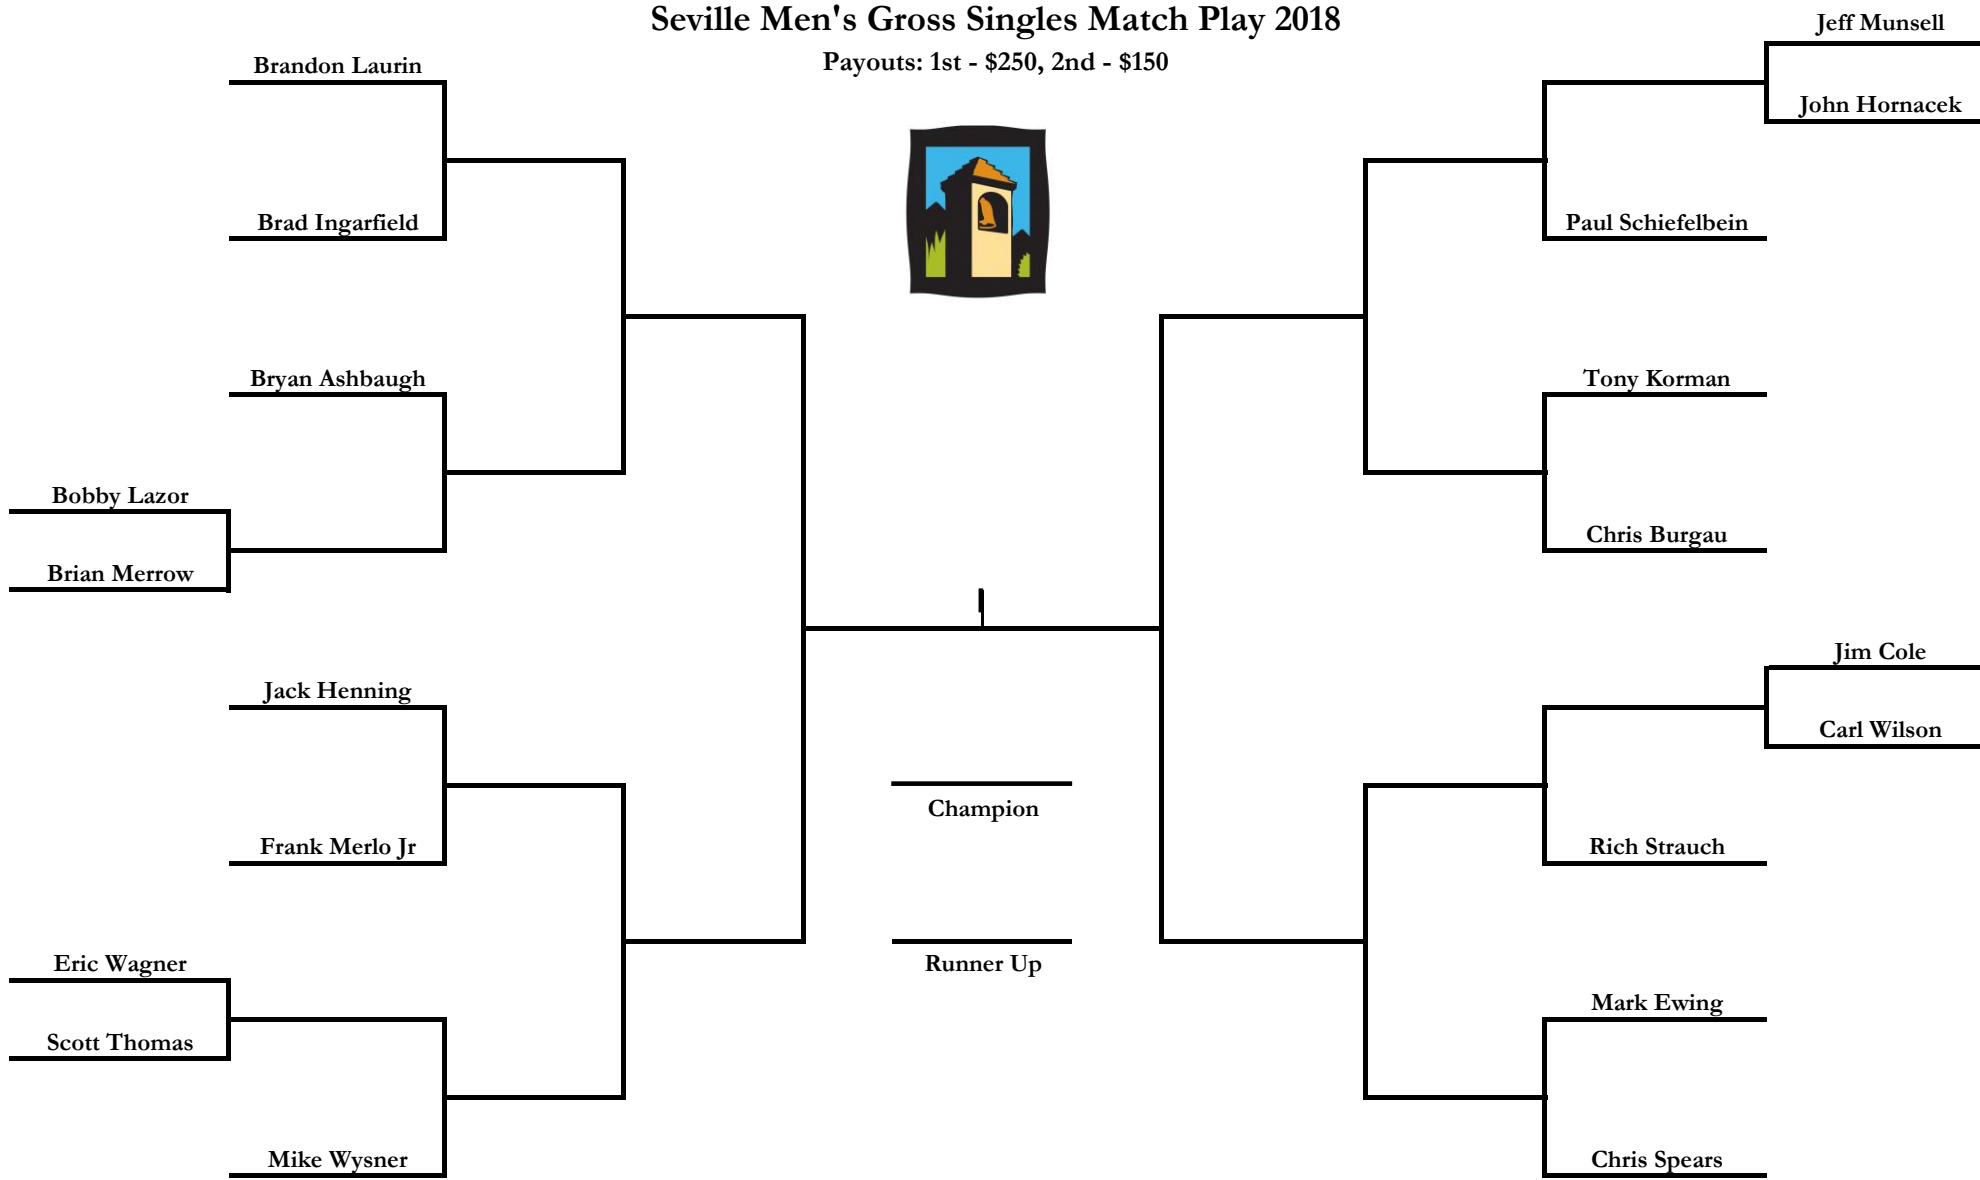 Seville Men's Gross Singles Match Play 2018
Payouts: 1st - $250, 2nd - $150
Brandon Laurin
Brad Ingarfield
Bryan Ashbaugh
Bobby Lazor
Brian Merrow
Jack Henning
Frank Merlo Jr
Eric Wagner
Scott Thomas
Mike Wysner
Champion
Runner Up
Jeff Munsell
John Hornacek
Paul Schiefelbein
Tony Korman
Chris Burgau
Jim Cole
Carl Wilson
Rich Strauch
Mark Ewing
Chris Spears